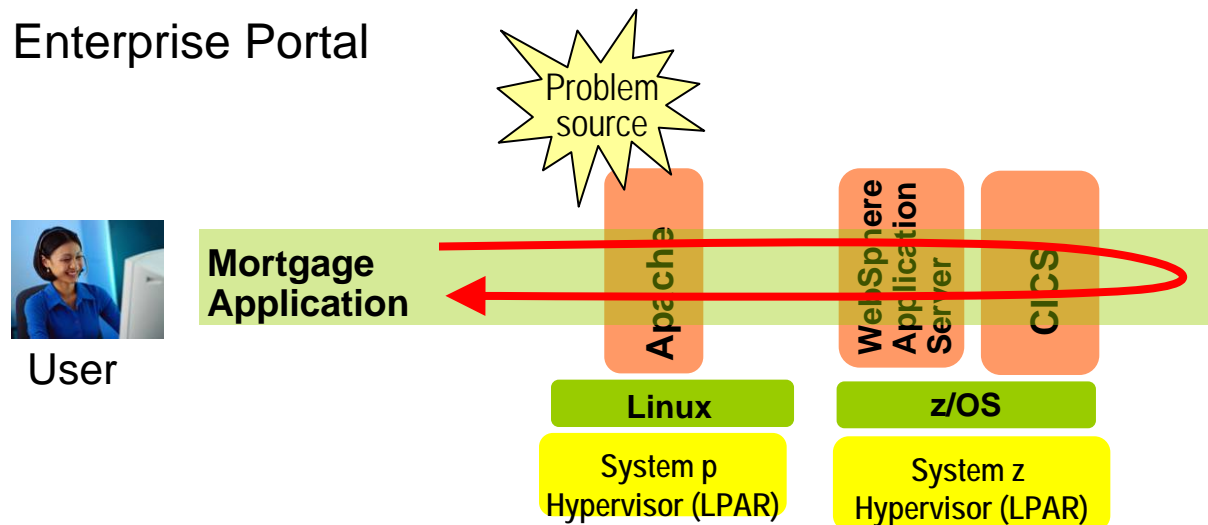 Enterprise Portal
Problem
source
Mortgage
Application
User
Apache
WebSphere
Application
Server
CICS
Linux
z/OS
System p
Hypervisor (LPAR)
System z
Hypervisor (LPAR)